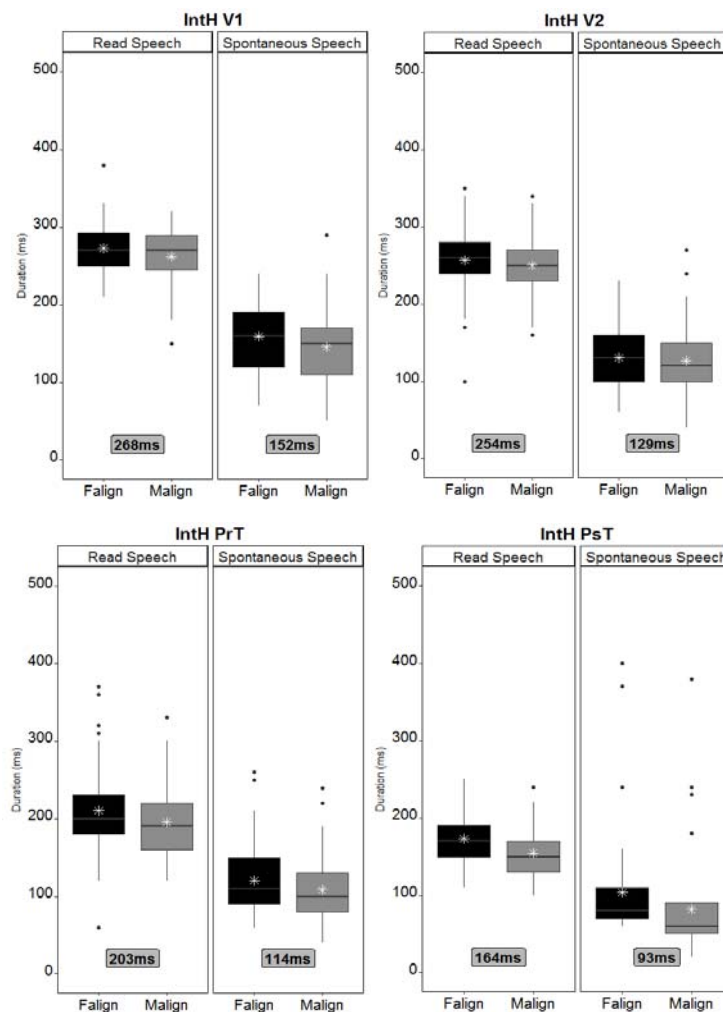 IntH V1
Read Speech Spontaneous Speech
500
400
300
200
100
0
Duration (ms)
268ms 152ms
Falign Malign Falign Malign
IntH V2
Read Speech Spontaneous Speech
500
400
300
200
100
0
Duration (ms)
254ms 129ms
Falign Malign Falign Malign
IntH PrT
Read Speech Spontaneous Speech
500
400
300
200
100
0
Duration (ms)
203ms 114ms
Falign Malign Falign Malign
IntH PsT
Read Speech Spontaneous Speech
500
400
300
200
100
0
Duration (ms)
164ms 93ms
Falign Malign Falign Malign